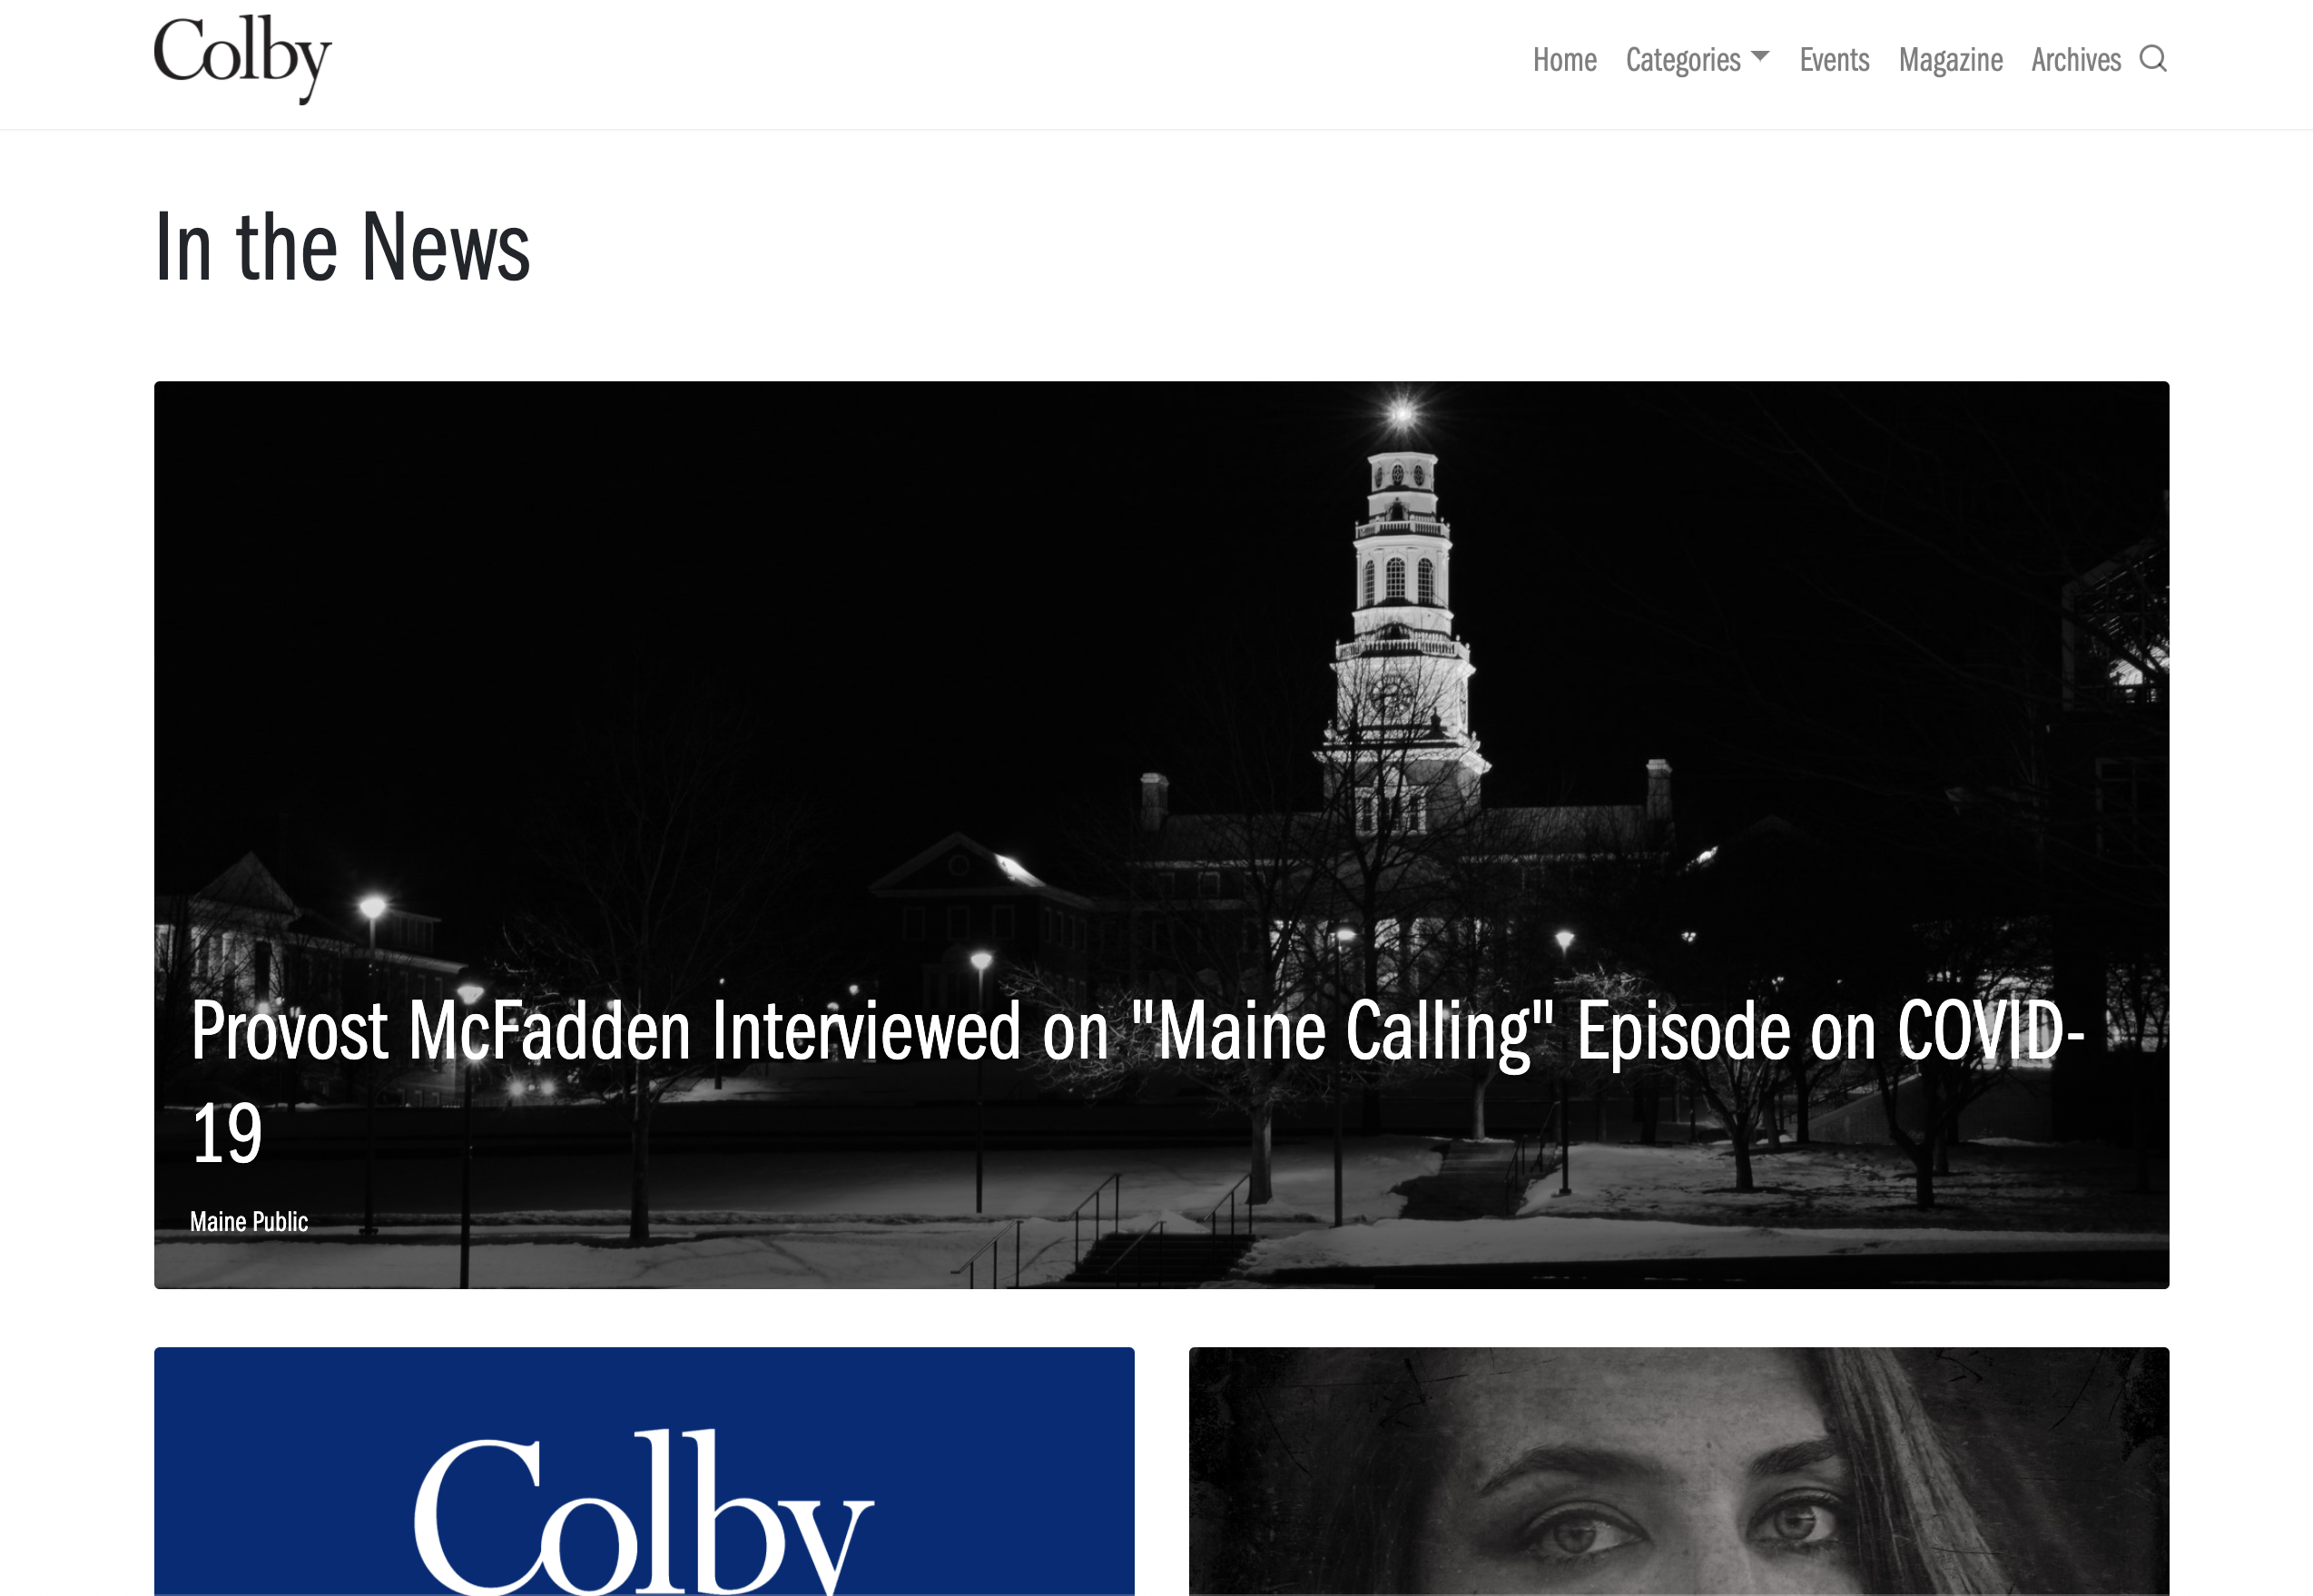 Colby
Home Categories Events Magazine Archives
In the News
Provost McFadden Interviewed on "Maine Calling" Episode on COVID-
19
Maine Public
Colby